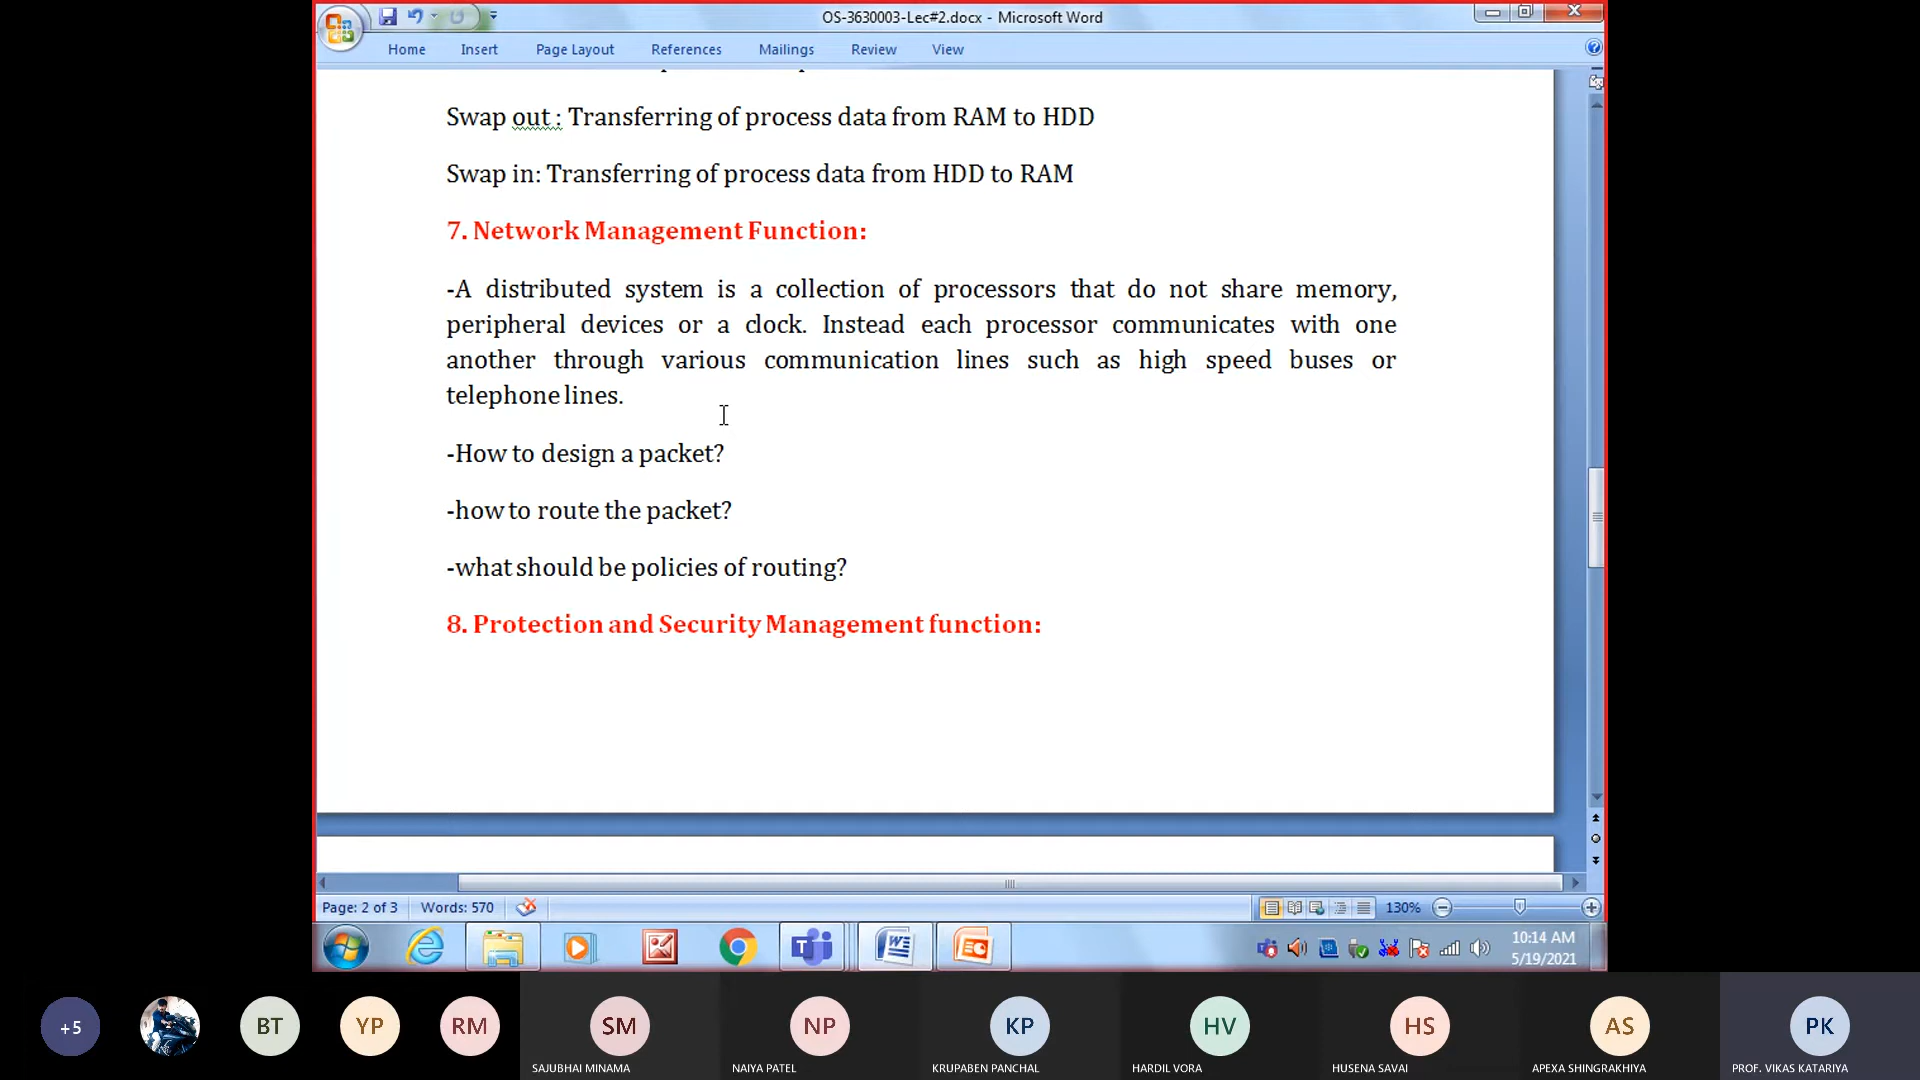 OS-3630003-Lec#2.docx - Microsoft Word
Home Insert Page Layout References Mailings Review View
Swap out : Transferring of process data from RAM to HDD
Swap in: Transferring of process data from HDD to RAM
7. Network Management Function:
-A distributed system is a collection of processors that do not share memory,
peripheral devices or a clock. Instead each processor communicates with one
another through various communication lines such as high speed buses or
telephone lines.
-How to design a packet?
-how to route the packet?
-what should be policies of routing?
8. Protection and Security Management function:
Page: 2 of 3 Words: 570 130%
10:14 AM
5/19/2021
+5 BT YP RM SM NP KP HV HS AS PK
SAJUBHAI MINAMA NAIYA PATEL KRUPABEN PANCHAL HARDIL VORA HUSENA SAVAI APEXA SHINGRAKHIYA PROF. VIKAS KATARIYA